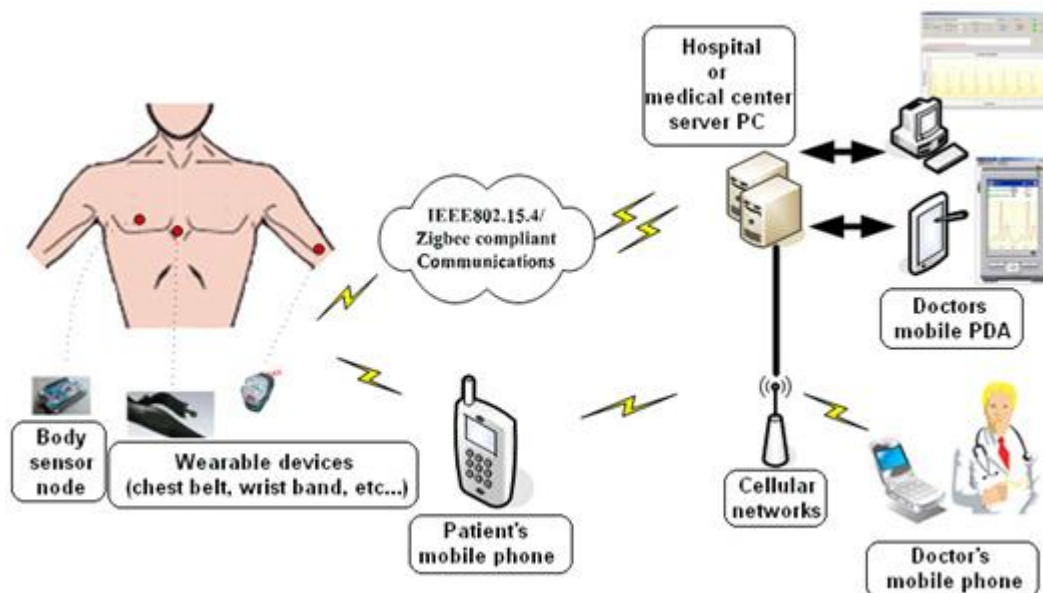 Hospital
or
medical center
server PC
IEEE802.15.4/
Zigbee compliant
Communications
Doctors
mobile PDA
Body
sensor
node
Wearable devices
(chest belt, wrist band, etc...)
Patient's
mobile phone
Cellular
networks
Doctor's
mobile phone